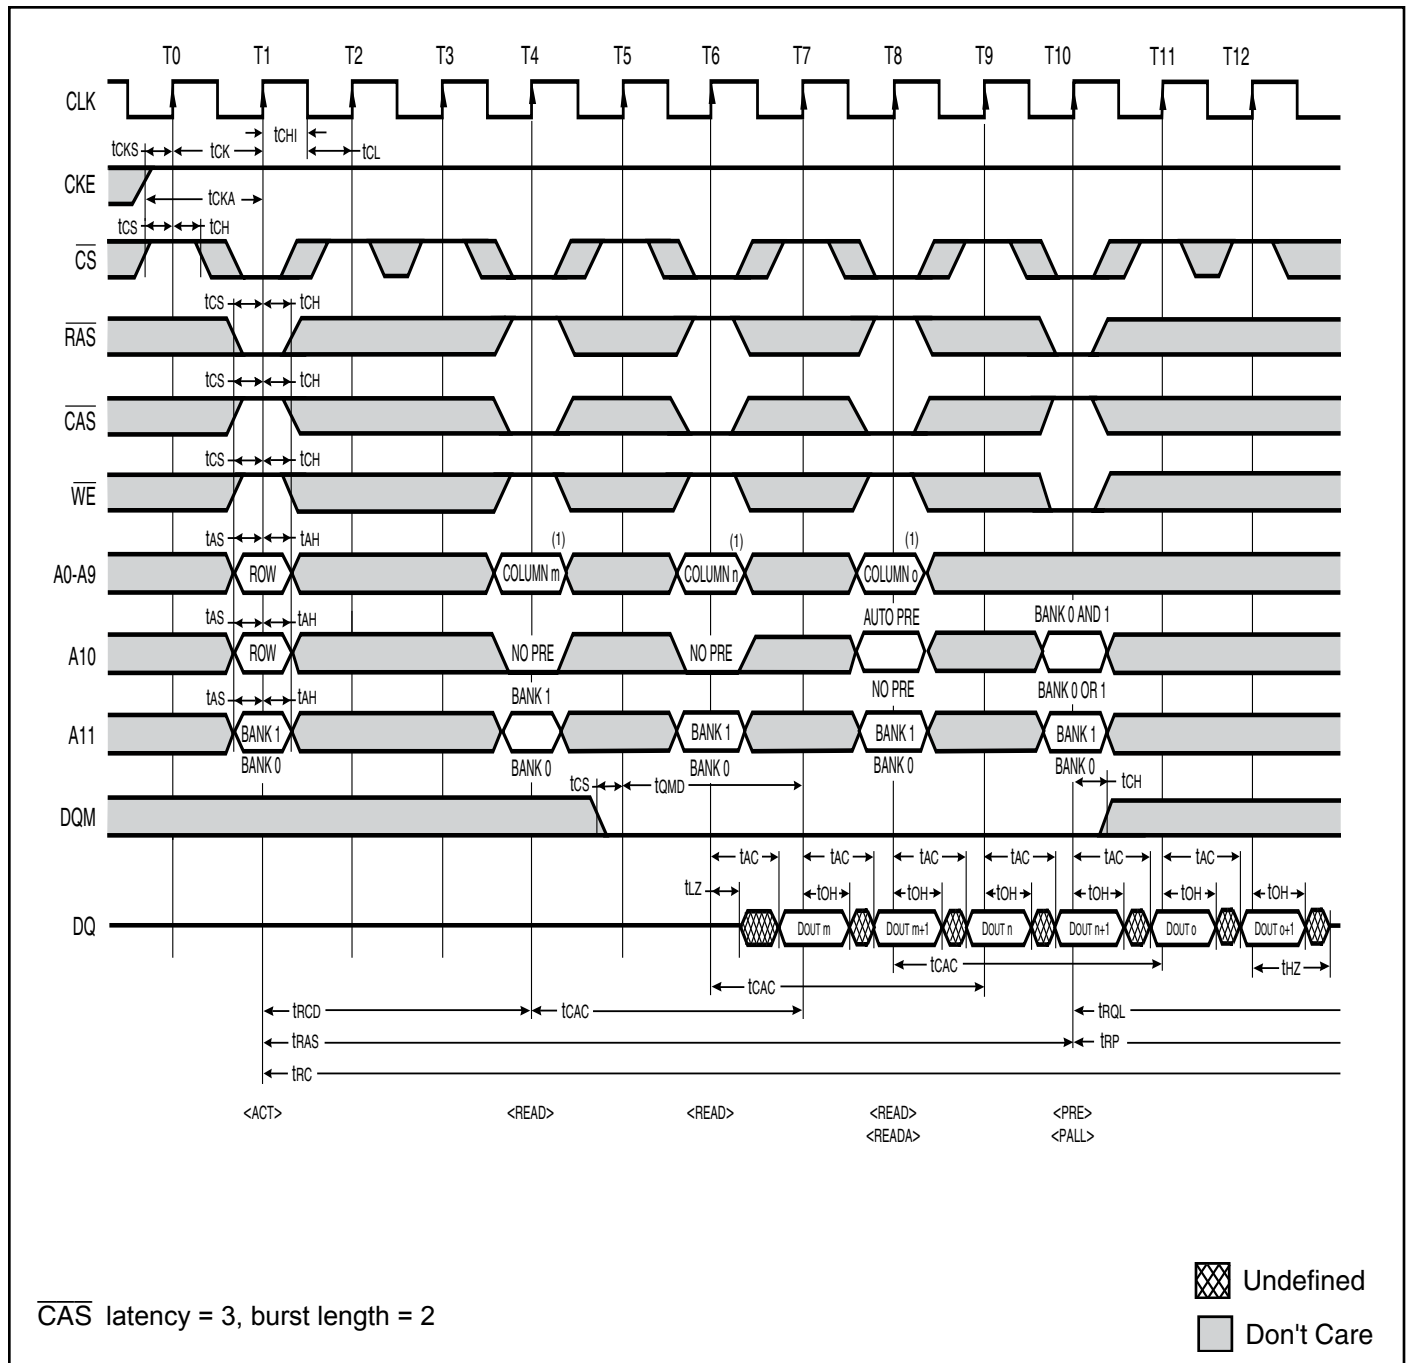 T0 T1 T2 T3 T4 T5 T6 T7 T8 T9 T10 T11 T12
CLK
tCHI
tCKS tCK tCL
CKE
tCKA
tCS tCH
CS
tCS tCH
RAS
tCS tCH
CAS
tCS tCH
WE
tAS tAH (1) (1) (1)
A0-A9 ROW COLUMN m COLUMN n COLUMN o
tAS tAH AUTO PRE BANK 0 AND 1
A10 ROW NO PRE NO PRE
tAS tAH BANK 1 NO PRE BANK 0 OR 1
A11 BANK 1 BANK 1 BANK 1 BANK 1
BANK 0 BANK 0 BANK 0 BANK 0 BANK 0
tCS tQMD tCH
DQM
tAC tAC tAC tAC tAC tAC
tLZ tOH tOH tOH tOH tOH tOH
DQ DOUT m DOUT m+1 DOUT n DOUT n+1 DOUT o DOUT o+1
tCAC tHZ
tCAC
tRCD tCAC tRQL
tRAS tRP
tRC
<ACT> <READ> <READ> <READ> <PRE>
<READA> <PALL>
Undefined
CAS latency = 3, burst length = 2
Don't Care